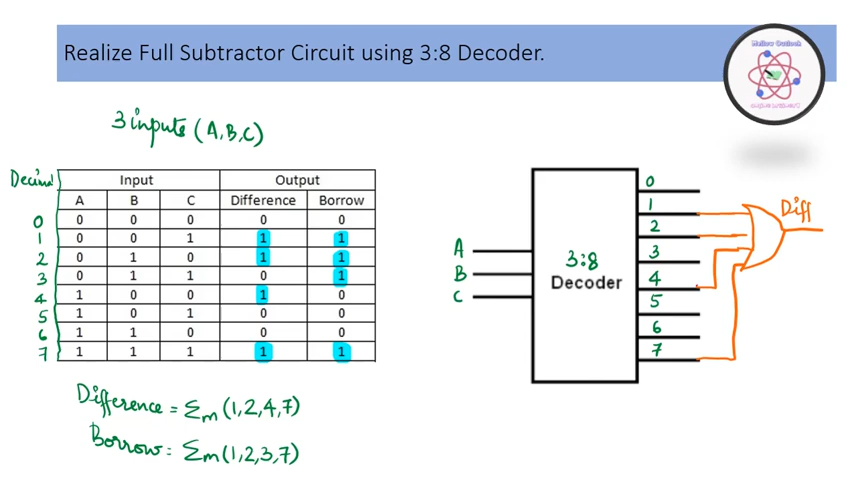 Realize Full Subtractor Circuit using 3:8 Decoder.
Mellow Outlook
3 inputs (A,B,C)
Decimal Input Output
A B C Difference Borrow
0 0 0 0 0 0
1 0 0 1 1 1
2 0 1 0 1 1
3 0 1 1 0 1
4 1 0 0 1 0
5 1 0 1 0 0
6 1 1 0 0 0
7 1 1 1 1 1
Difference = Σm (1,2,4,7)
Borrow = Σm (1,2,3,7)
A
B
C
3:8
Decoder
0
1
2
3
4
5
6
7
Diff